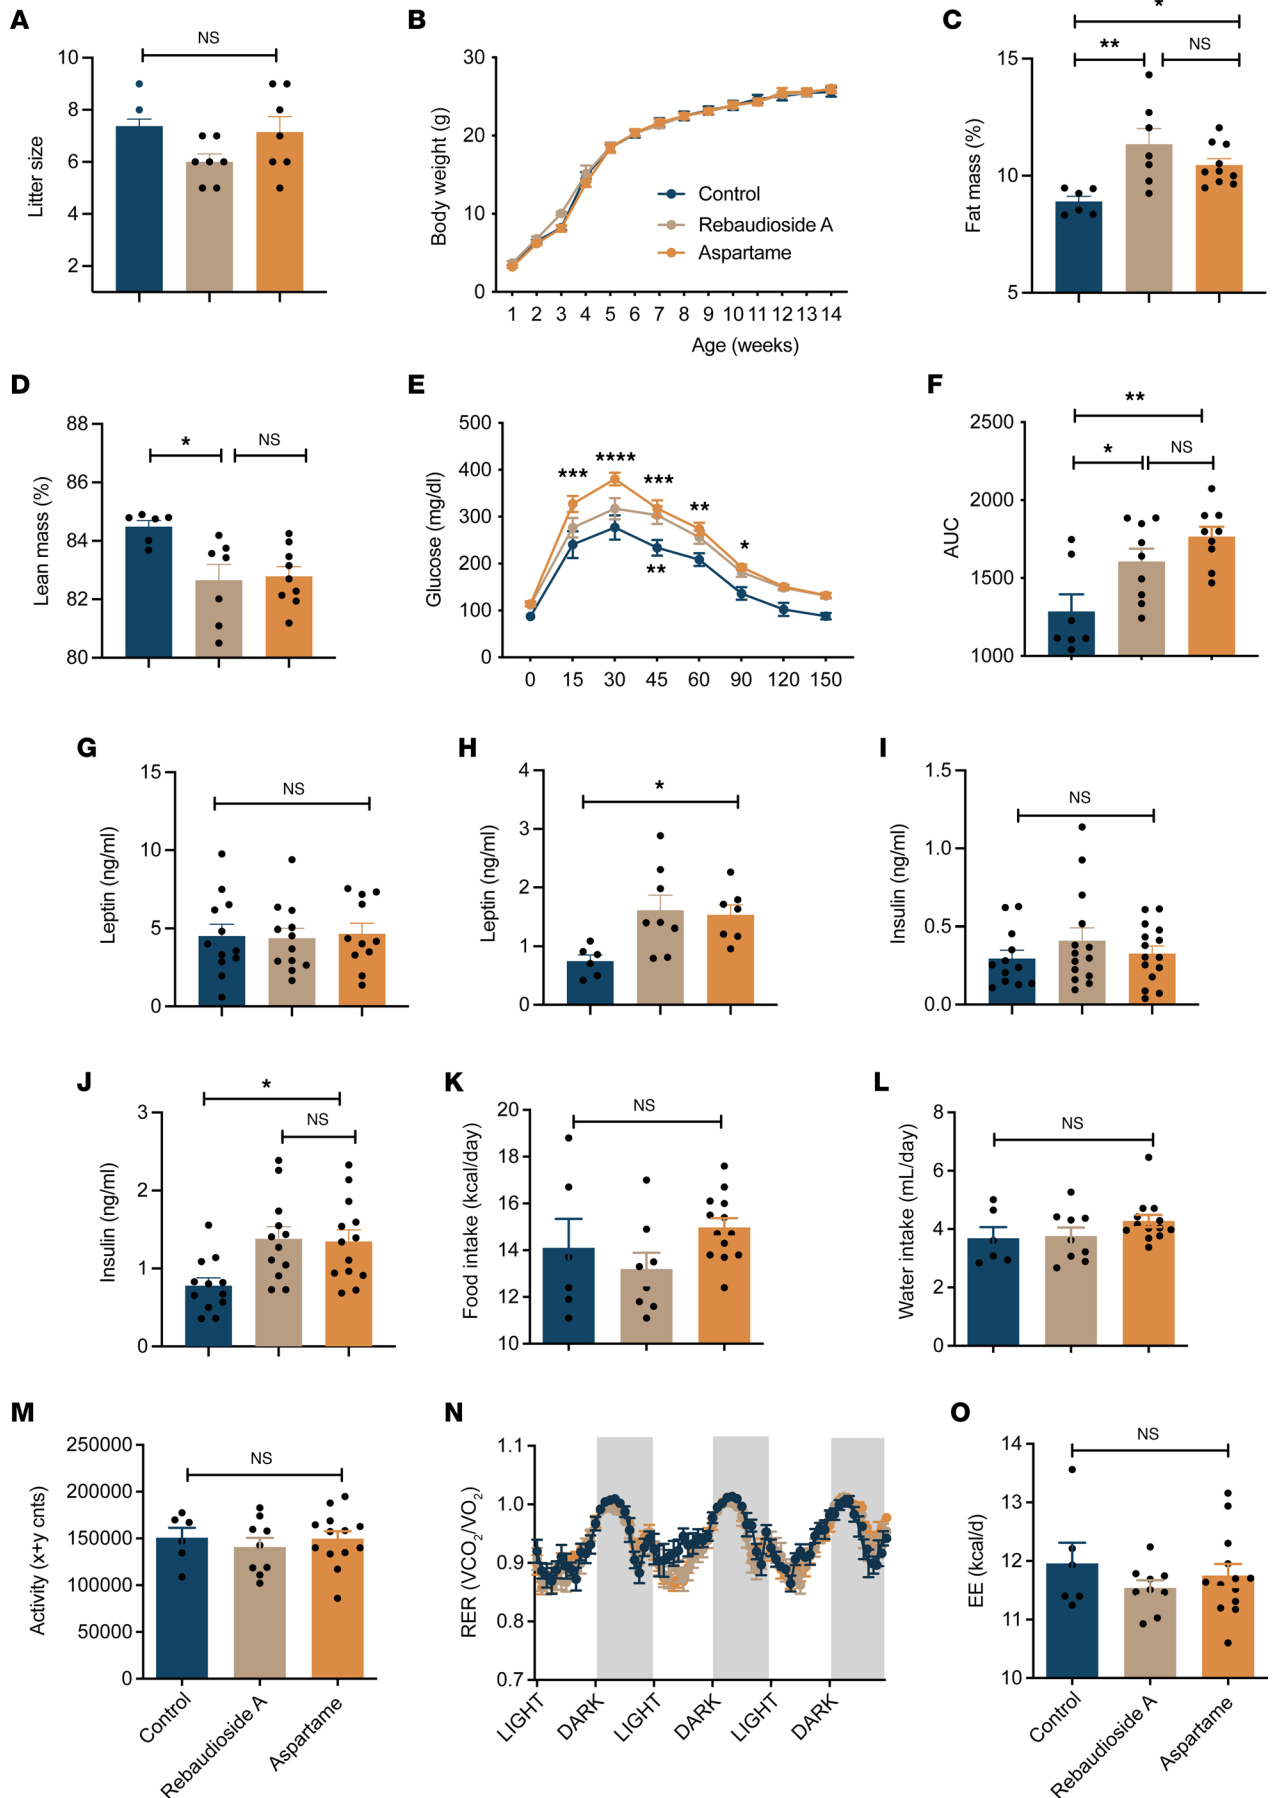 A
NS
10
8
6
4
2
Litter size
B
30
20
10
0
Body weight (g)
Control
Rebaudioside A
Aspartame
1 2 3 4 5 6 7 8 9 10 11 12 13 14
Age (weeks)
C
*
** NS
15
10
5
Fat mass (%)
D
* NS
88
86
84
82
80
Lean mass (%)
E
500
400
300
200
100
0
Glucose (mg/dl)
*** **** *** ** *
**
0 15 30 45 60 90 120 150
F
**
* NS
2500
2000
1500
1000
AUC
G
NS
15
10
5
0
Leptin (ng/ml)
H
*
4
3
2
1
0
Leptin (ng/ml)
I
NS
1.5
1.0
0.5
0.0
Insulin (ng/ml)
J
*
NS
3
2
1
0
Insulin (ng/ml)
K
NS
20
18
16
14
12
10
Food intake (kcal/day)
L
NS
8
6
4
2
0
Water intake (mL/day)
M
NS
250000
200000
150000
100000
50000
0
Activity (x+y cnts)
Control
Rebaudioside A
Aspartame
N
1.1
1.0
0.9
0.8
0.7
RER (VCO2/VO2)
LIGHT
DARK
LIGHT
DARK
LIGHT
DARK
O
NS
14
13
12
11
10
EE (kcal/d)
Control
Rebaudioside A
Aspartame